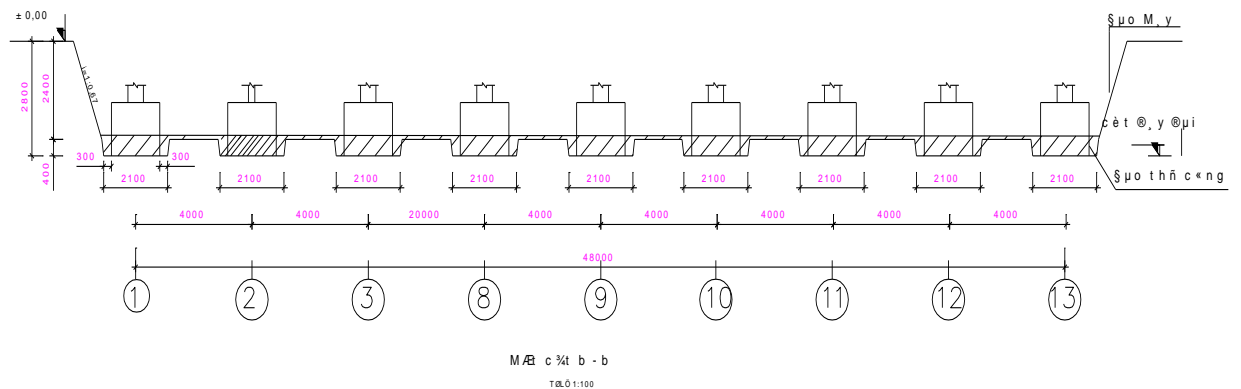 ± 0,00
§µo M¸y
i=1:0,67
2800
2400
cèt ®¸y ®µi
300 300
400
§µo thñ c«ng
2100 2100 2100 2100 2100 2100 2100 2100 2100
4000 4000 20000 4000 4000 4000 4000 4000
48000
1 2 3 8 9 10 11 12 13
MÆt c¾t b - b
TØLÖ 1:100